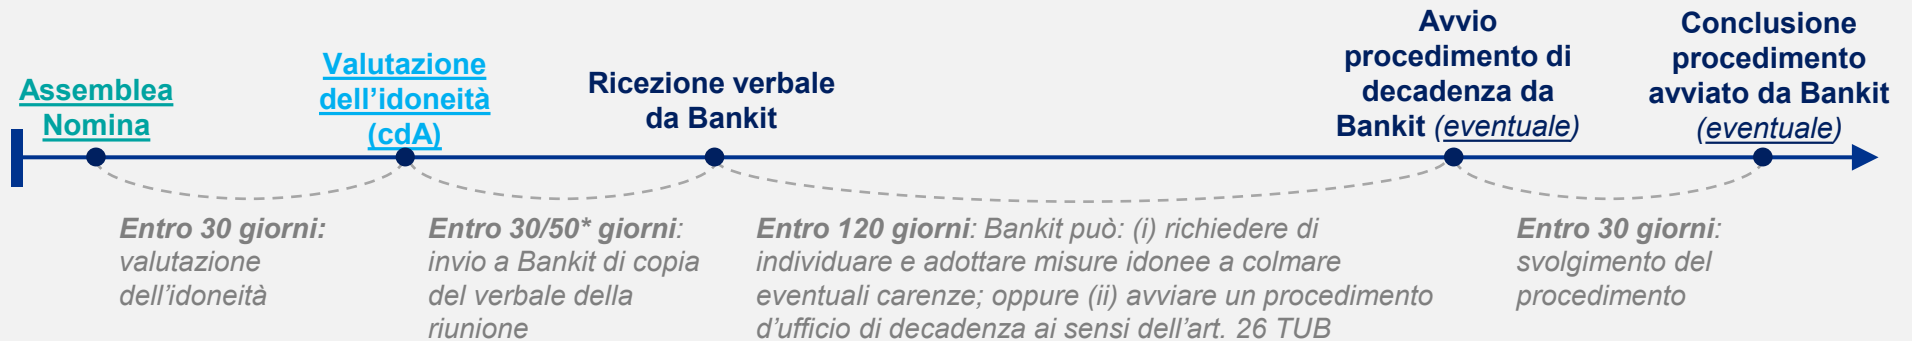 Assemblea
Nomina
Valutazione
dell'idoneità
(cdA)
Ricezione verbale
da Bankit
Avvio
procedimento di
decadenza da
Bankit (eventuale)
Conclusione
procedimento
avviato da Bankit
(eventuale)
Entro 30 giorni:
valutazione
dell'idoneità
Entro 30/50* giorni:
invio a Bankit di copia
del verbale della
riunione
Entro 120 giorni: Bankit può: (i) richiedere di
individuare e adottare misure idonee a colmare
eventuali carenze; oppure (ii) avviare un procedimento
d'ufficio di decadenza ai sensi dell'art. 26 TUB
Entro 30 giorni:
svolgimento del
procedimento